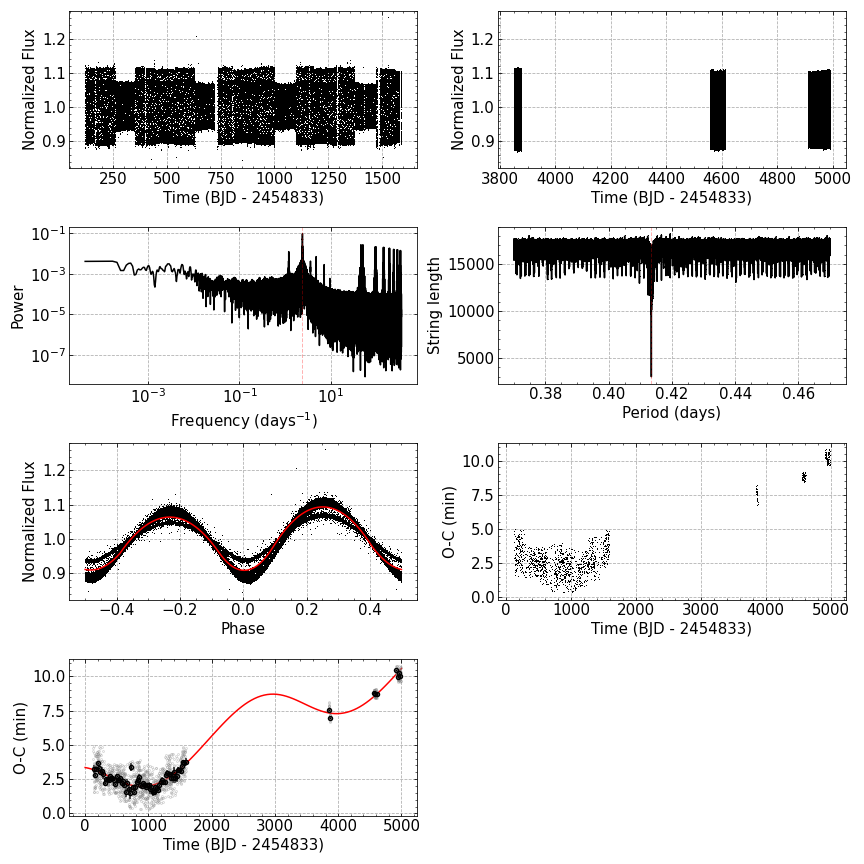 Normalized Flux
1.2
1.1
1.0
0.9
250 500 750 1000 1250 1500
Time (BJD - 2454833)
Normalized Flux
1.2
1.1
1.0
0.9
3800 4000 4200 4400 4600 4800 5000
Time (BJD - 2454833)
Power
10⁻¹
10⁻³
10⁻⁵
10⁻⁷
10⁻³ 10⁻¹ 10¹
Frequency (days⁻¹)
String length
15000
10000
5000
0.38 0.40 0.42 0.44 0.46
Period (days)
Normalized Flux
1.2
1.1
1.0
0.9
−0.4 −0.2 0.0 0.2 0.4
Phase
O-C (min)
10.0
7.5
5.0
2.5
0.0
0 1000 2000 3000 4000 5000
Time (BJD - 2454833)
O-C (min)
10.0
7.5
5.0
2.5
0.0
0 1000 2000 3000 4000 5000
Time (BJD - 2454833)